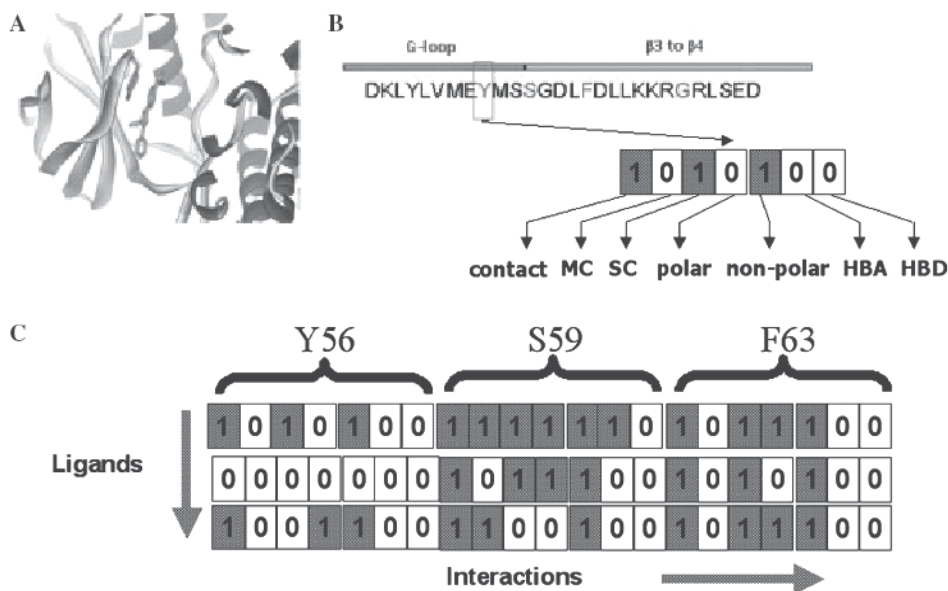 A
B
G-loop β3 to β4
DKLYLVMEYMSSGDLFDLLKKRGRLSED
1 0 1 0 1 0 0
contact MC SC polar non-polar HBA HBD
C
Y56 S59 F63
1 0 1 0 1 0 0 1 1 1 1 1 1 0 1 0 1 1 1 0 0
Ligands
0 0 0 0 0 0 0 1 0 1 1 1 0 0 1 0 1 0 1 0 0
1 0 0 1 1 0 0 1 1 0 0 1 0 0 1 0 1 1 1 0 0
Interactions